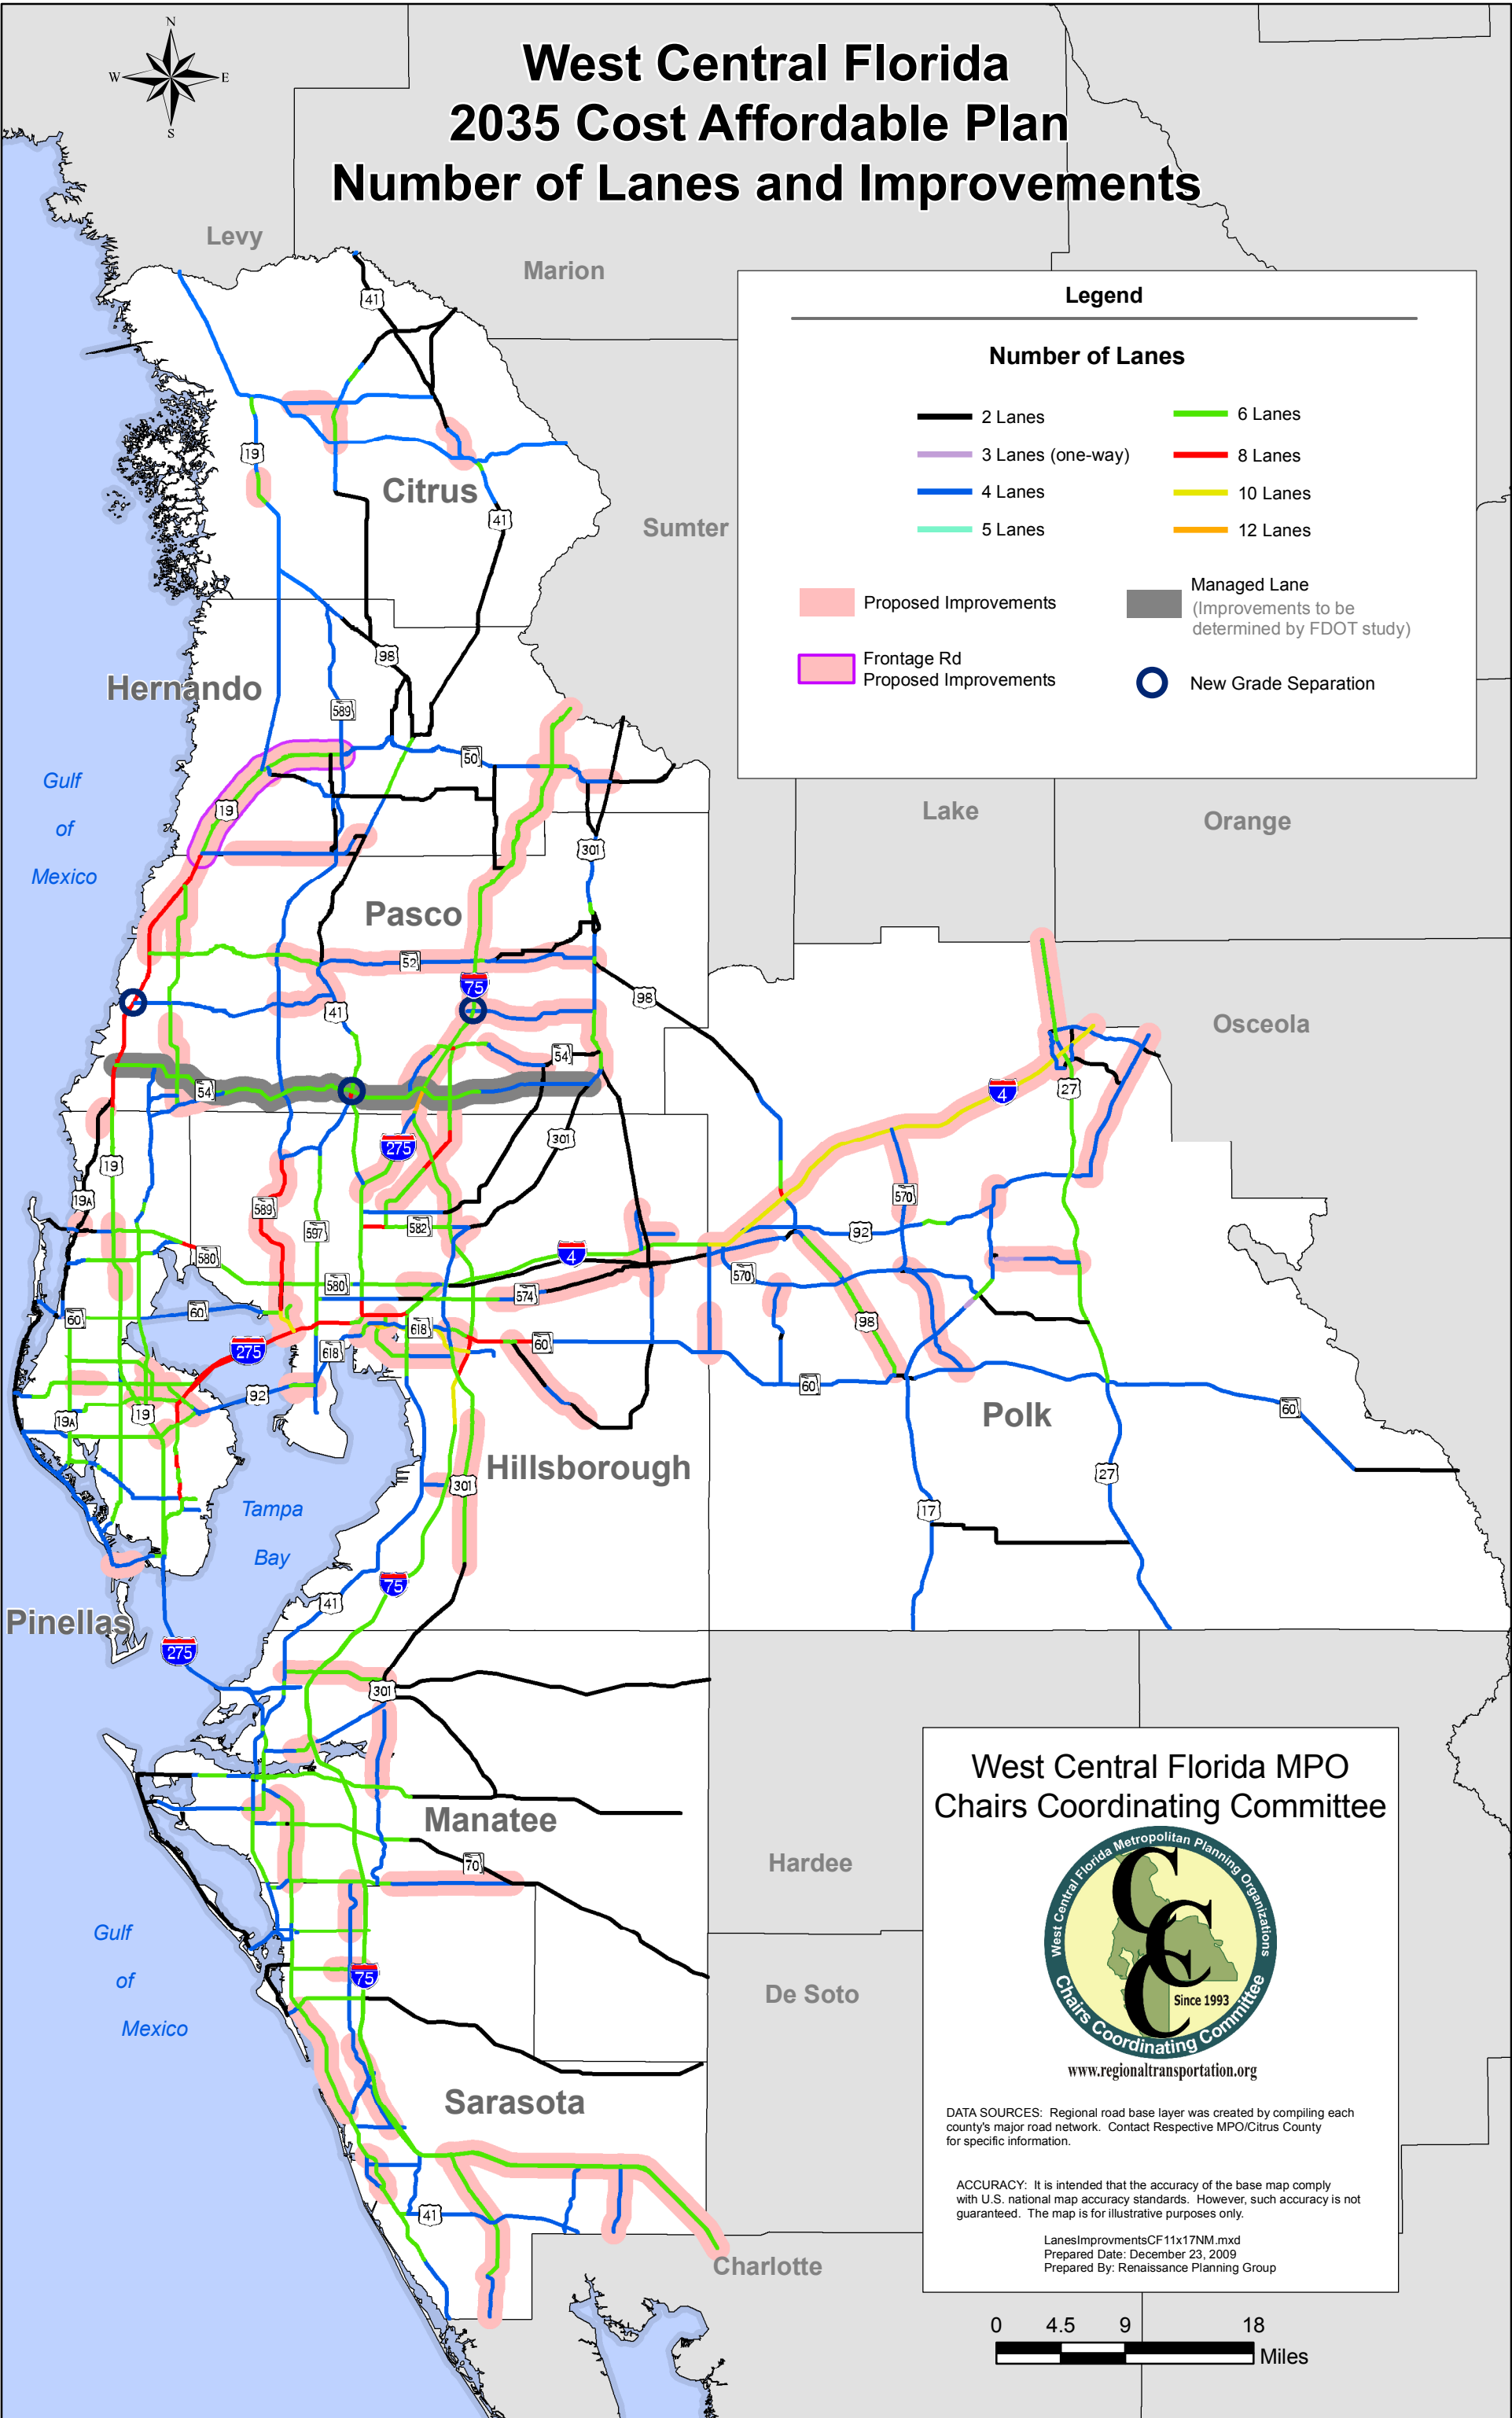 N
W
E
S
West Central Florida
2035 Cost Affordable Plan
Number of Lanes and Improvements
Levy
Marion
Legend
Number of Lanes
2 Lanes
6 Lanes
3 Lanes (one-way)
8 Lanes
4 Lanes
10 Lanes
5 Lanes
12 Lanes
Proposed Improvements
Managed Lane
(Improvements to be
determined by FDOT study)
Frontage Rd
Proposed Improvements
New Grade Separation
41
19
Citrus
41
Sumter
98
Hernando
589
50
Gulf
of
Mexico
19
Lake
Orange
301
Pasco
52
75
98
41
Osceola
54
54
4
27
275
301
19
19A
589
570
597
582
92
580
4
570
580
574
60
60
618
98
60
275
618
92
60
60
19A
19
Polk
Hillsborough
27
301
Tampa
Bay
17
75
41
Pinellas
275
301
West Central Florida MPO
Chairs Coordinating Committee
Manatee
West Central Florida Metropolitan Planning Organizations
C
C
C
Since 1993
Chairs Coordinating Committee
www.regionaltransportation.org
Hardee
70
Gulf
of
Mexico
75
De Soto
Sarasota
DATA SOURCES: Regional road base layer was created by compiling each
county's major road network. Contact Respective MPO/Citrus County
for specific information.
ACCURACY: It is intended that the accuracy of the base map comply
with U.S. national map accuracy standards. However, such accuracy is not
guaranteed. The map is for illustrative purposes only.
41
LanesImprovmentsCF11x17NM.mxd
Prepared Date: December 23, 2009
Prepared By: Renaissance Planning Group
Charlotte
0 4.5 9 18
Miles